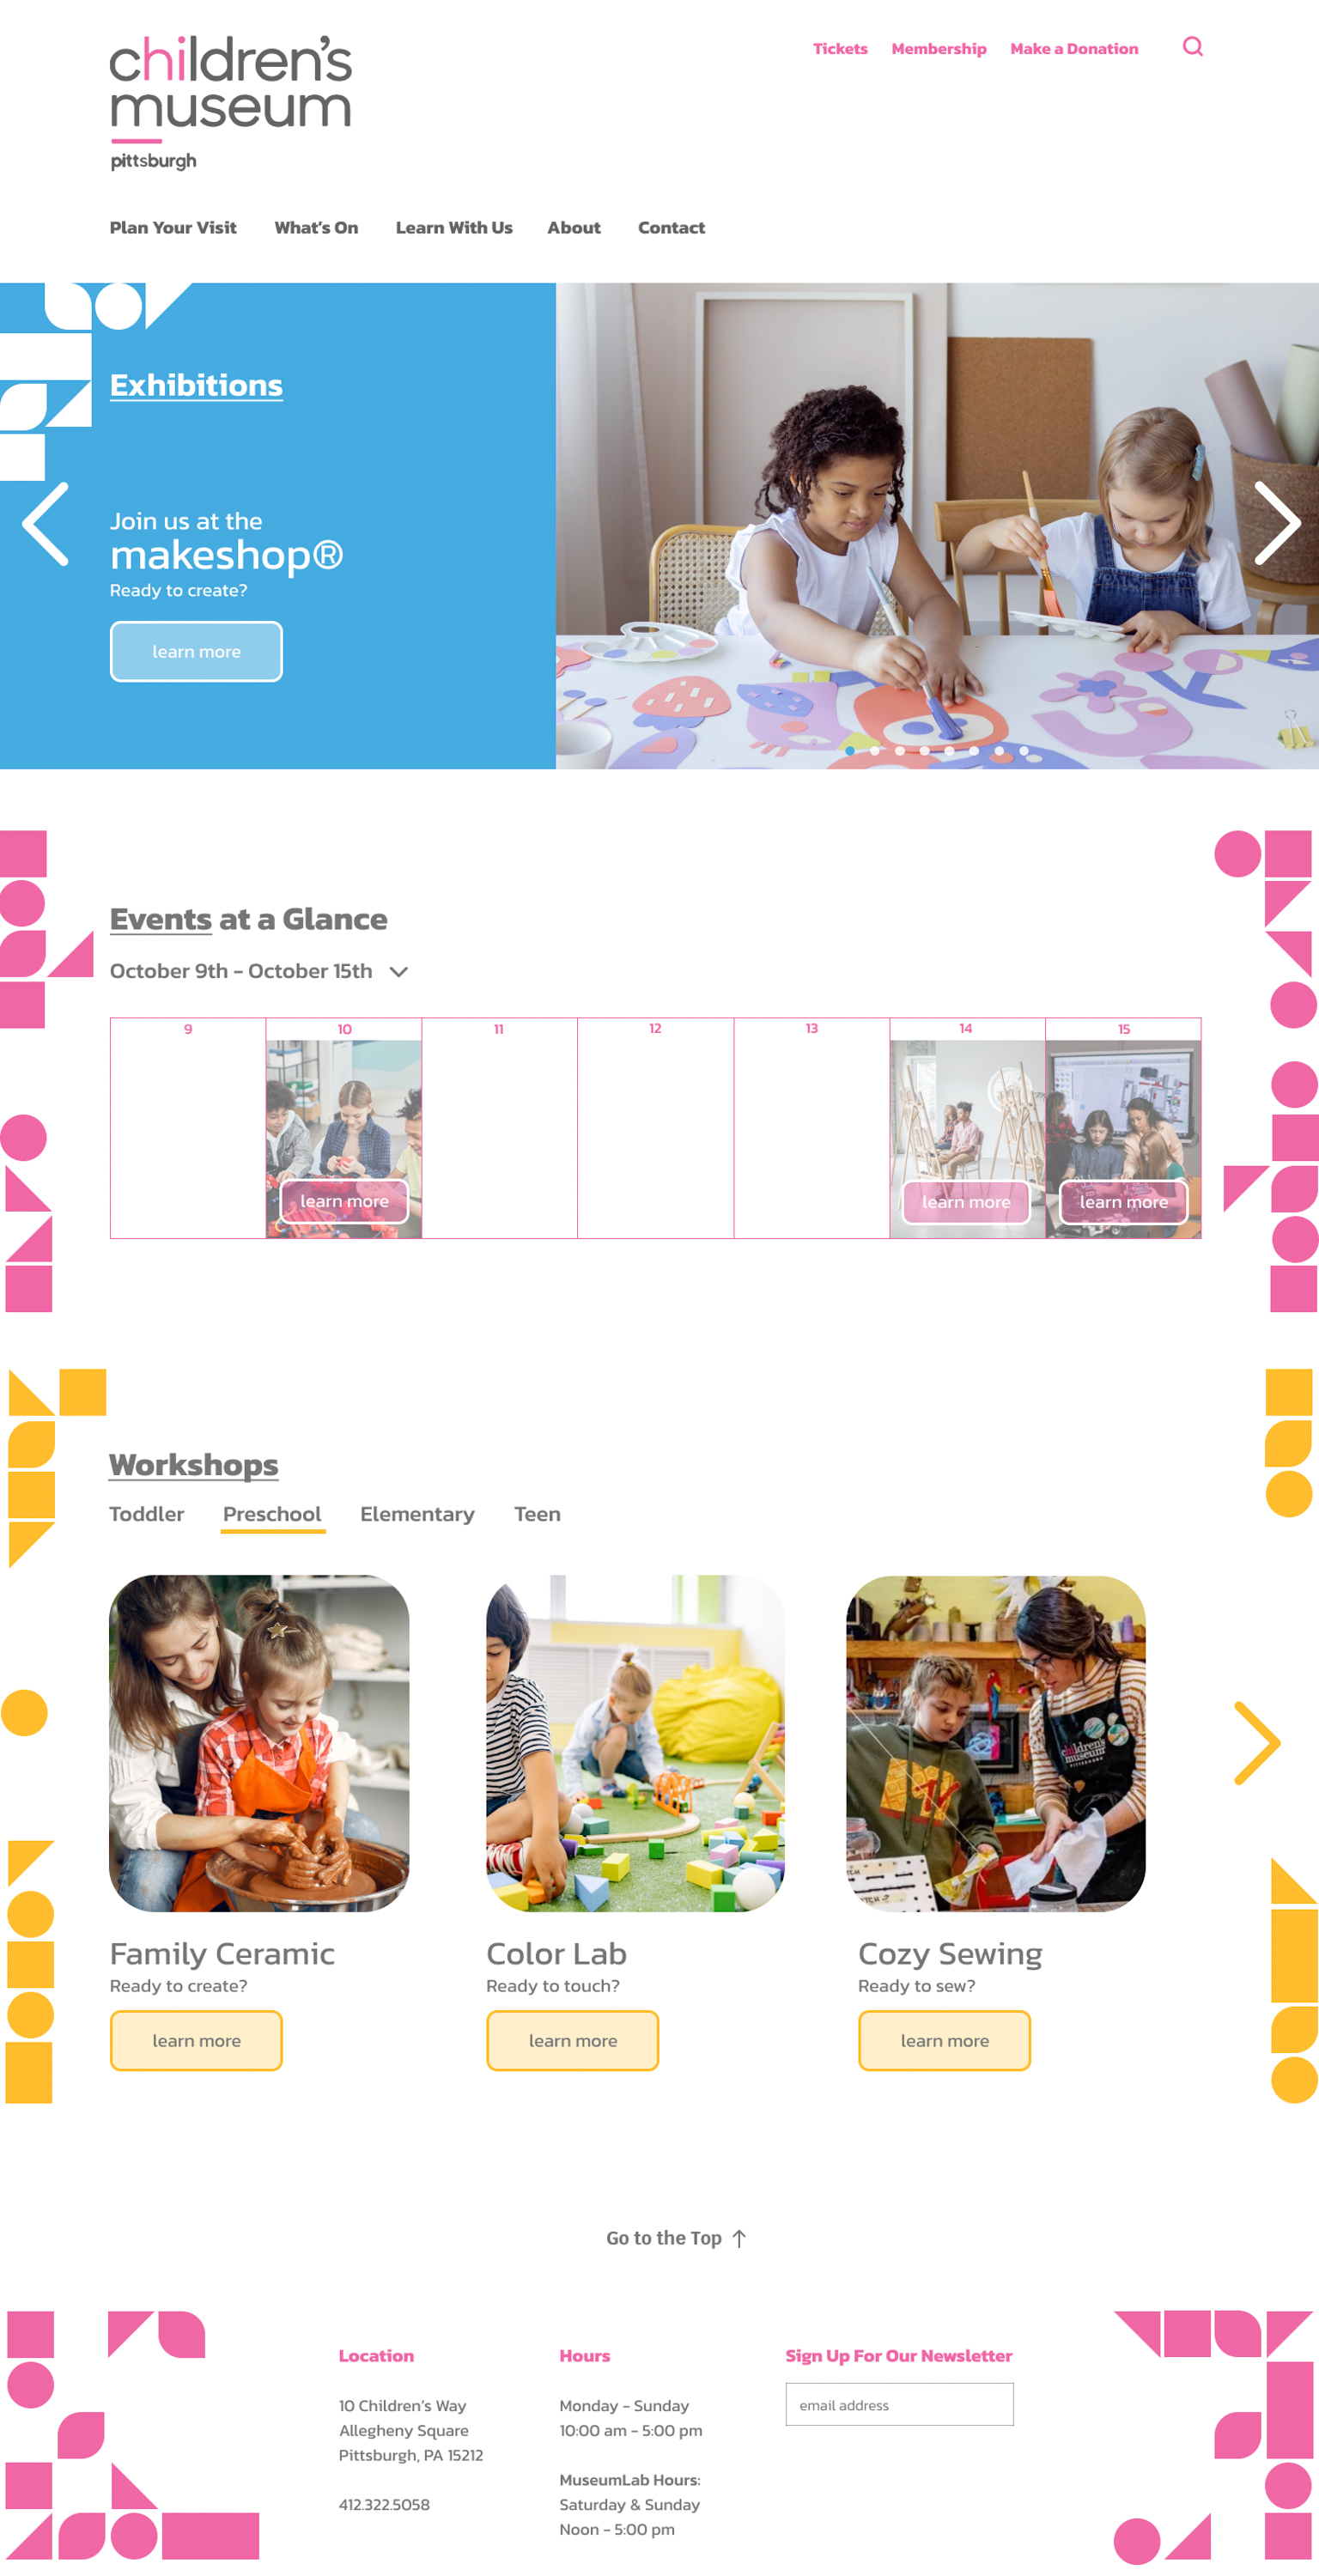 children's
museum
pittsburgh
Tickets Membership Make a Donation
Plan Your Visit What's On Learn With Us About Contact
Exhibitions
Join us at the
makeshop®
Ready to create?
learn more
Events at a Glance
October 9th - October 15th
9 10 11 12 13 14 15
learn more learn more learn more
Workshops
Toddler Preschool Elementary Teen
children's
museum
PITTSBURGH
Family Ceramic Color Lab Cozy Sewing
Ready to create? Ready to touch? Ready to sew?
learn more learn more learn more
Go to the Top
Location
10 Children's Way
Allegheny Square
Pittsburgh, PA 15212
412.322.5058
Hours
Monday - Sunday
10:00 am - 5:00 pm
MuseumLab Hours:
Saturday & Sunday
Noon - 5:00 pm
Sign Up For Our Newsletter
email address